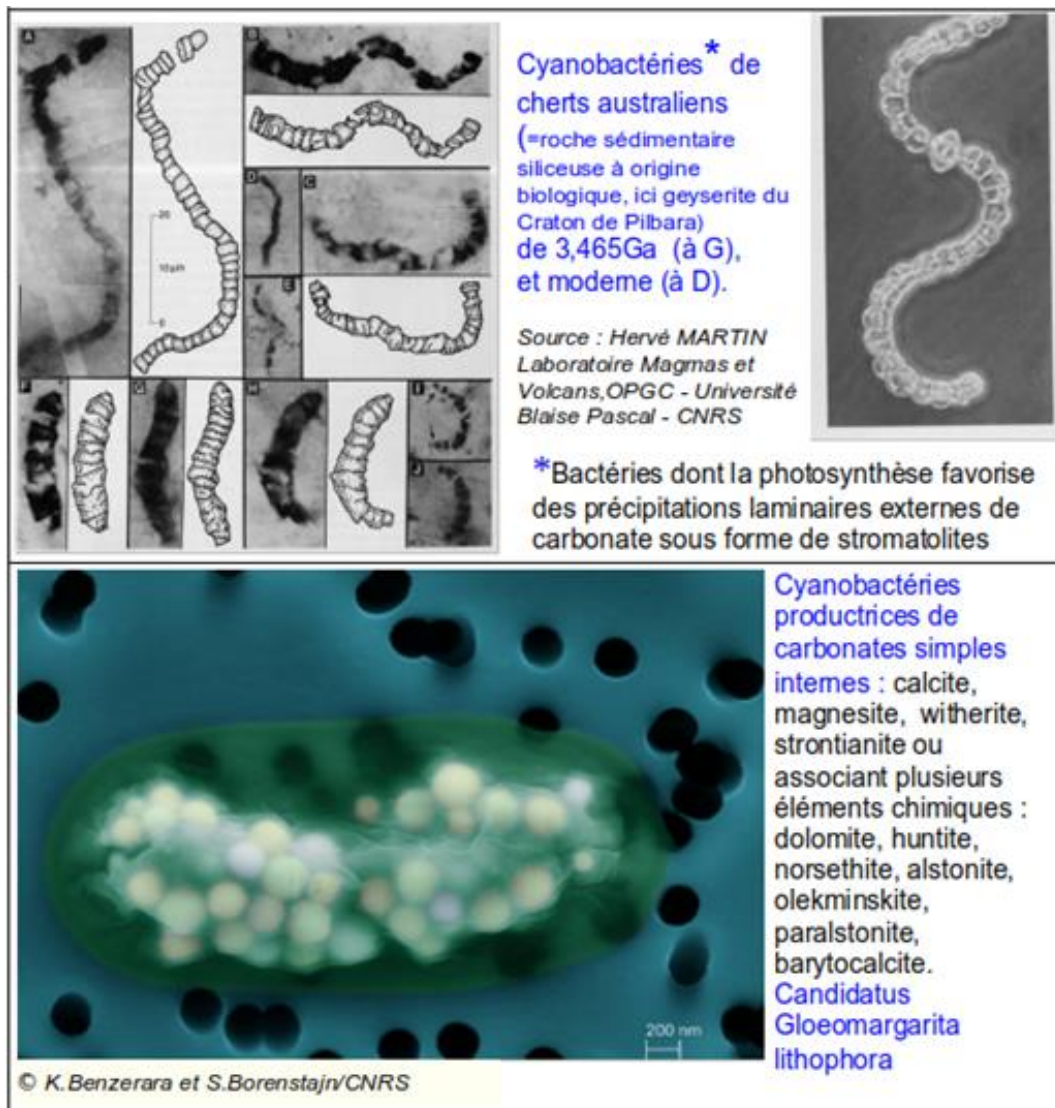 A
B
D
C
E
20
10µm
0
F
G
H
I
J
Cyanobactéries* de
cherts australiens
(=roche sédimentaire
siliceuse à origine
biologique, ici geyserite du
Craton de Pilbara)
de 3,465Ga (à G),
et moderne (à D).
Source : Hervé MARTIN
Laboratoire Magmas et
Volcans,OPGC - Université
Blaise Pascal - CNRS
*Bactéries dont la photosynthèse favorise
des précipitations laminaires externes de
carbonate sous forme de stromatolites
Cyanobactéries
productrices de
carbonates simples
internes : calcite,
magnesite, witherite,
strontianite ou
associant plusieurs
éléments chimiques :
dolomite, huntite,
norsethite, alstonite,
olekminskite,
paralstonite,
barytocalcite.
Candidatus
Gloeomargarita
lithophora
200 nm
© K.Benzerara et S.Borenstajn/CNRS